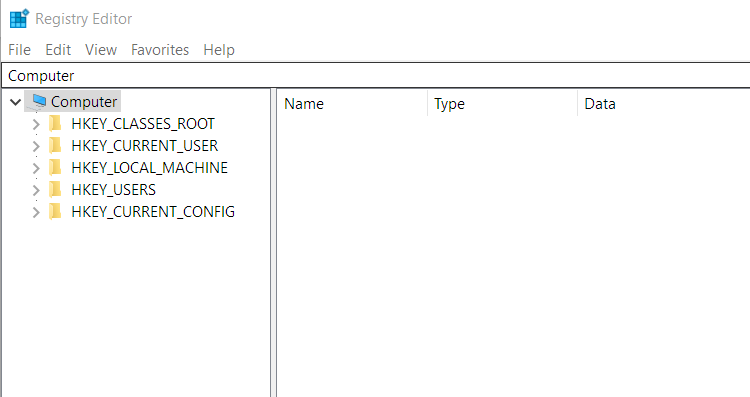 Registry Editor
File Edit View Favorites Help
Computer
Computer
HKEY_CLASSES_ROOT
HKEY_CURRENT_USER
HKEY_LOCAL_MACHINE
HKEY_USERS
HKEY_CURRENT_CONFIG
Name Type Data